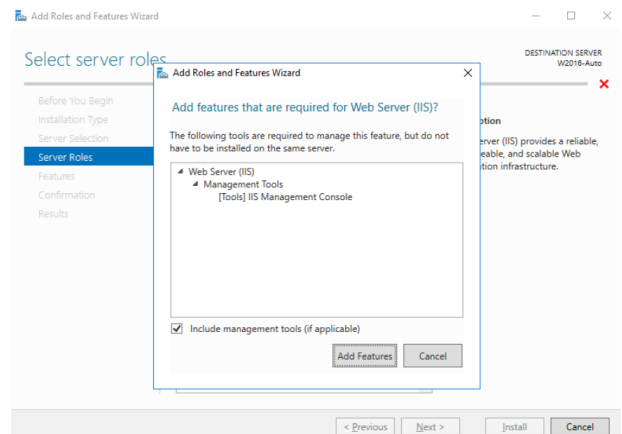 Add Roles and Features Wizard
Select server roles
DESTINATION SERVER
W2016-Auto
Before You Begin
Installation Type
Server Selection
Server Roles
Features
Confirmation
Results
Add Roles and Features Wizard
Add features that are required for Web Server (IIS)?
The following tools are required to manage this feature, but do not
have to be installed on the same server.
Web Server (IIS)
Management Tools
[Tools] IIS Management Console
Include management tools (if applicable)
Add Features
Cancel
(IIS) provides a reliable,
and scalable Web
infrastructure.
< Previous
Next >
Install
Cancel